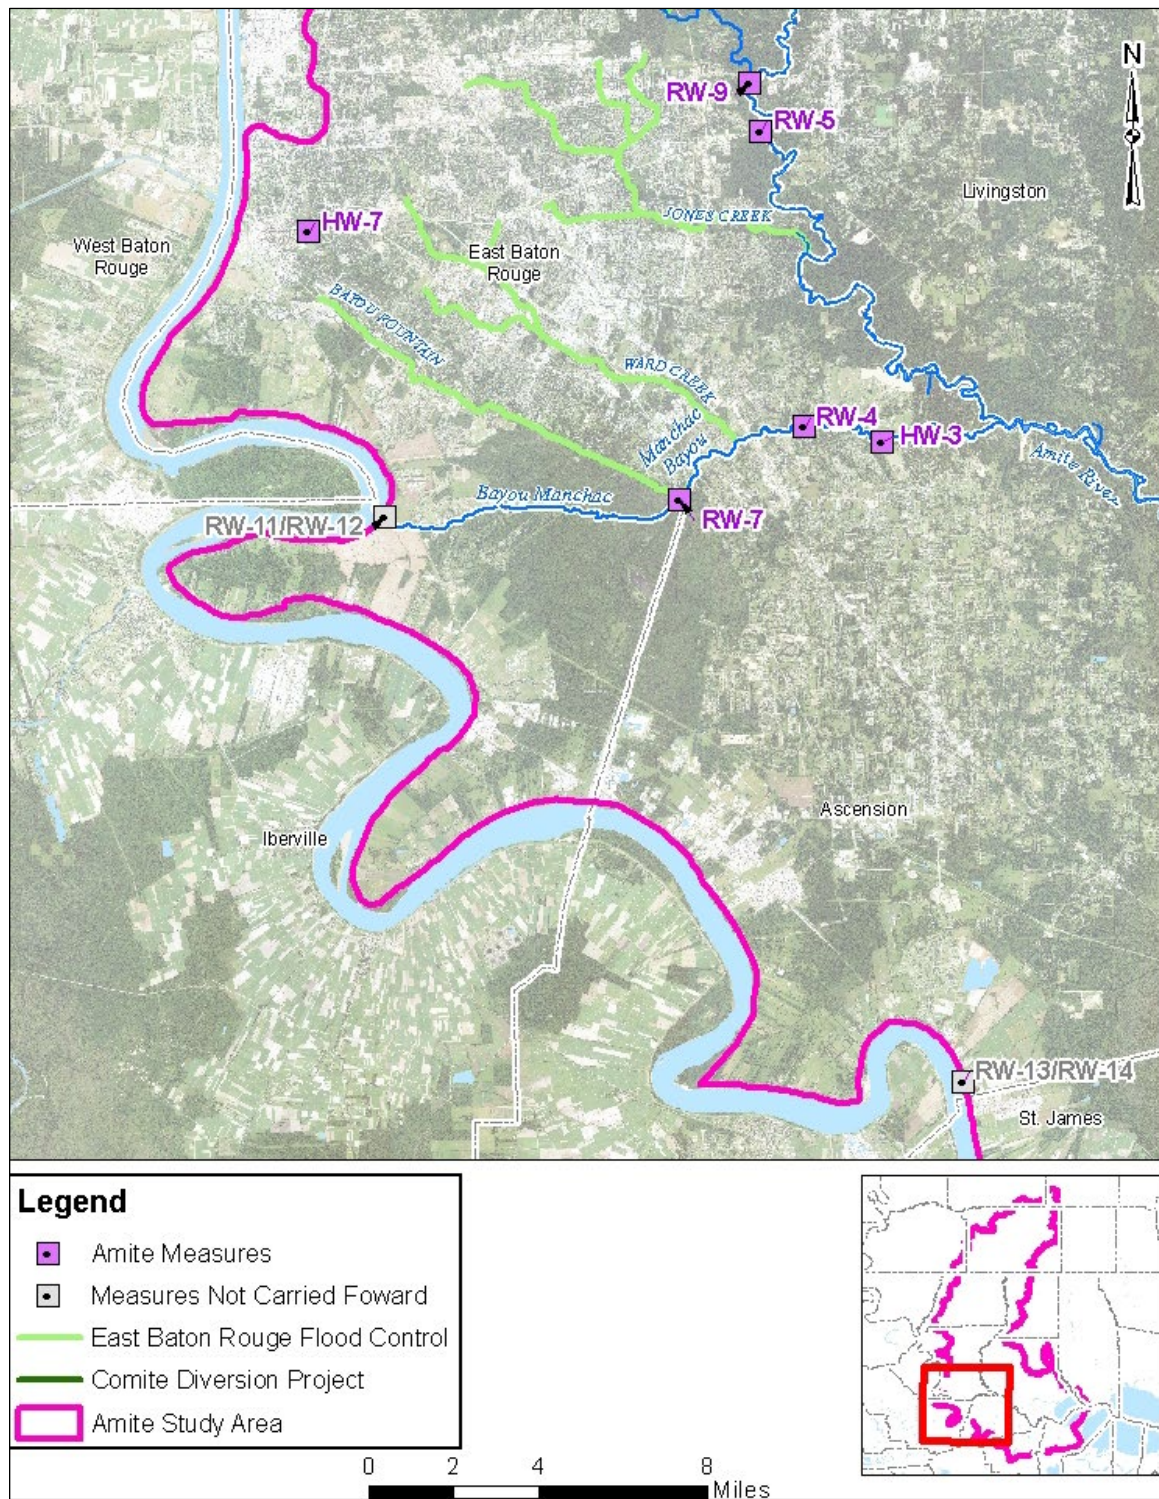 N
RW-9
RW-5
Livingston
HW-7
JONES CREEK
West Baton
Rouge
East Baton
Rouge
BAYOU FOUNTAIN
WARD CREEK
Manchac
Bayou
RW-4
HW-3
Amite River
Bayou Manchac
RW-11/RW-12
RW-7
Ascension
Iberville
RW-13/RW-14
St. James
Legend
Amite Measures
Measures Not Carried Foward
East Baton Rouge Flood Control
Comite Diversion Project
Amite Study Area
0 2 4 8
Miles